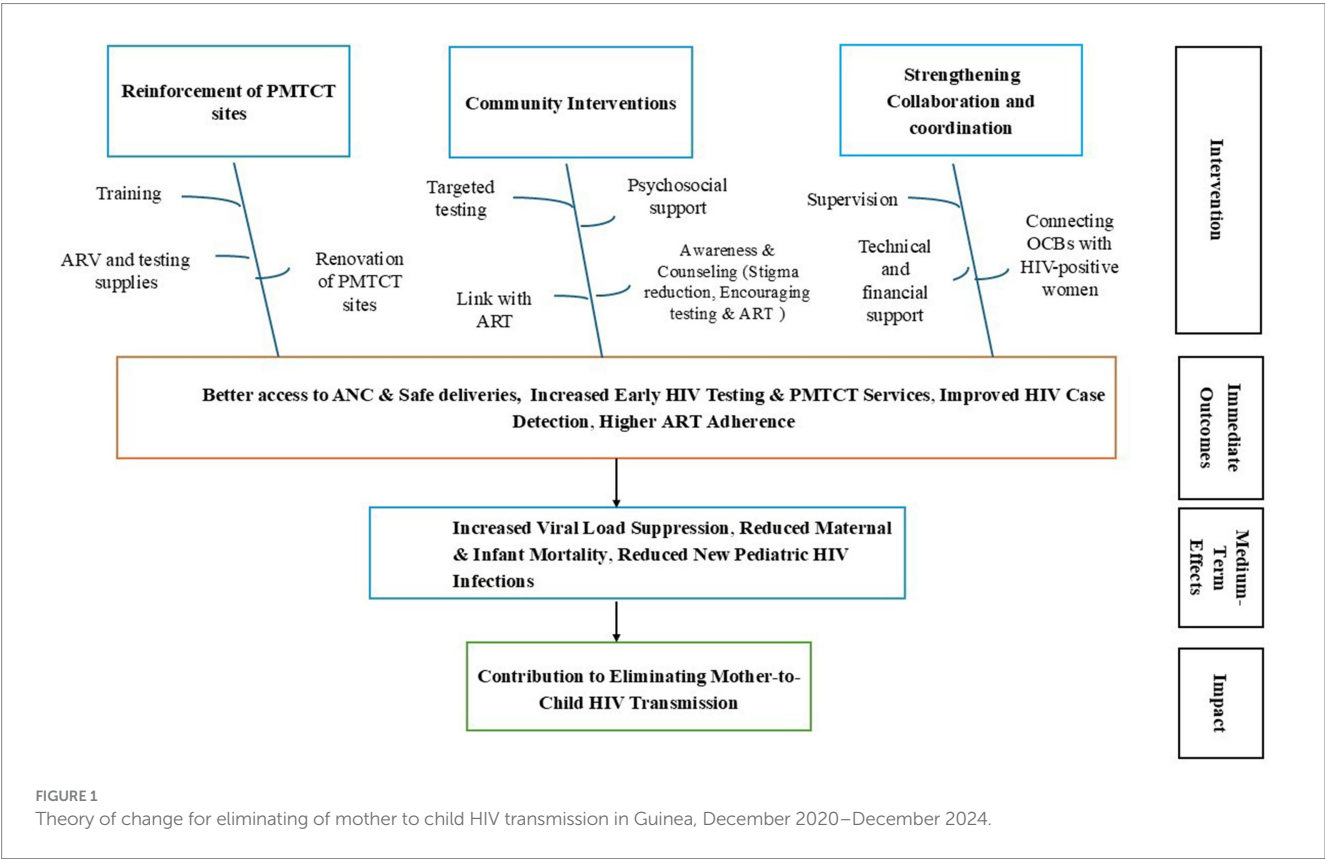 Reinforcement of PMTCT
sites
Community Interventions
Strengthening
Collaboration and
coordination
Intervention
Training
ARV and testing
supplies
Renovation
of PMTCT
sites
Targeted
testing
Psychosocial
support
Link with
ART
Awareness &
Counseling (Stigma
reduction, Encouraging
testing & ART )
Supervision
Technical
and
financial
support
Connecting
OCBs with
HIV-positive
women
Better access to ANC & Safe deliveries, Increased Early HIV Testing & PMTCT Services, Improved HIV Case
Detection, Higher ART Adherence
Immediate
Outcomes
Increased Viral Load Suppression, Reduced Maternal
& Infant Mortality, Reduced New Pediatric HIV
Infections
Medium-
Term
Effects
Contribution to Eliminating Mother-to-
Child HIV Transmission
Impact
FIGURE 1
Theory of change for eliminating of mother to child HIV transmission in Guinea, December 2020–December 2024.